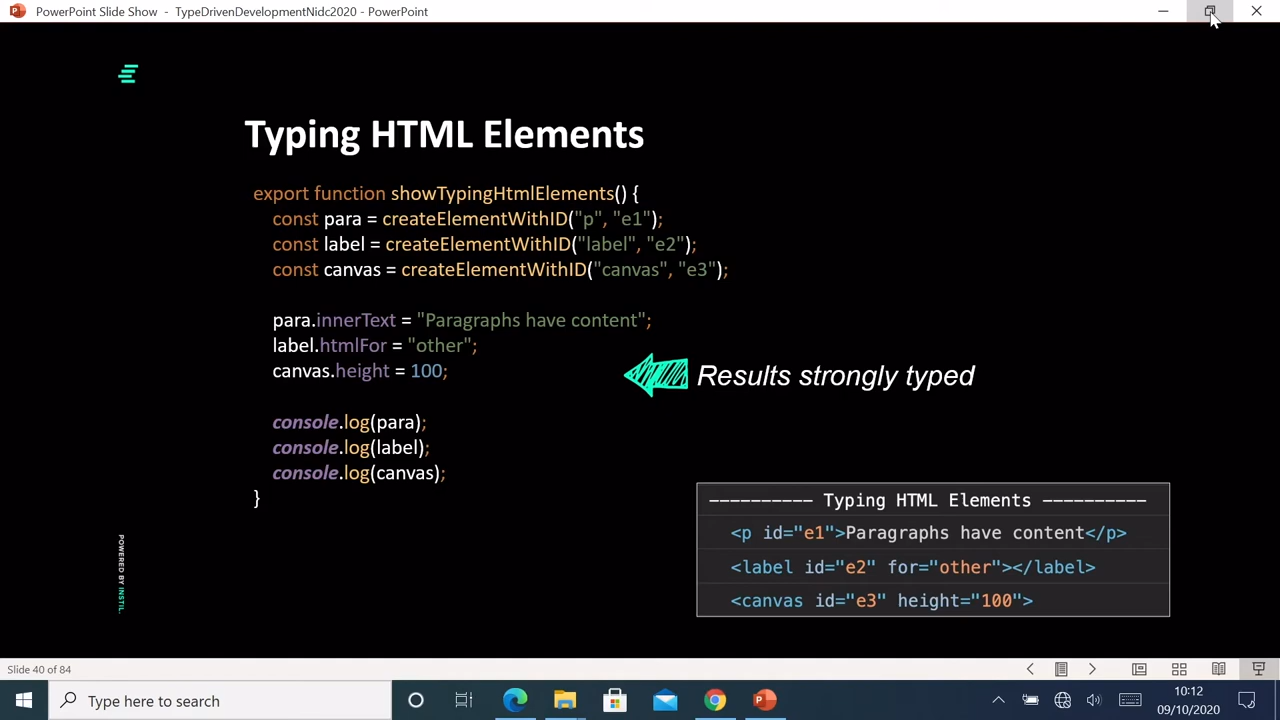 PowerPoint Slide Show - TypeDrivenDevelopmentNidc2020 - PowerPoint
Typing HTML Elements
export function showTypingHtmlElements() {
const para = createElementWithID("p", "e1");
const label = createElementWithID("label", "e2");
const canvas = createElementWithID("canvas", "e3");
para.innerText = "Paragraphs have content";
label.htmlFor = "other";
canvas.height = 100;
Results strongly typed
console.log(para);
console.log(label);
console.log(canvas);
}
---------- Typing HTML Elements ----------
<p id="e1">Paragraphs have content</p>
<label id="e2" for="other"></label>
<canvas id="e3" height="100">
POWERED BY INSTIL.
Slide 40 of 84
Type here to search
10:12
09/10/2020